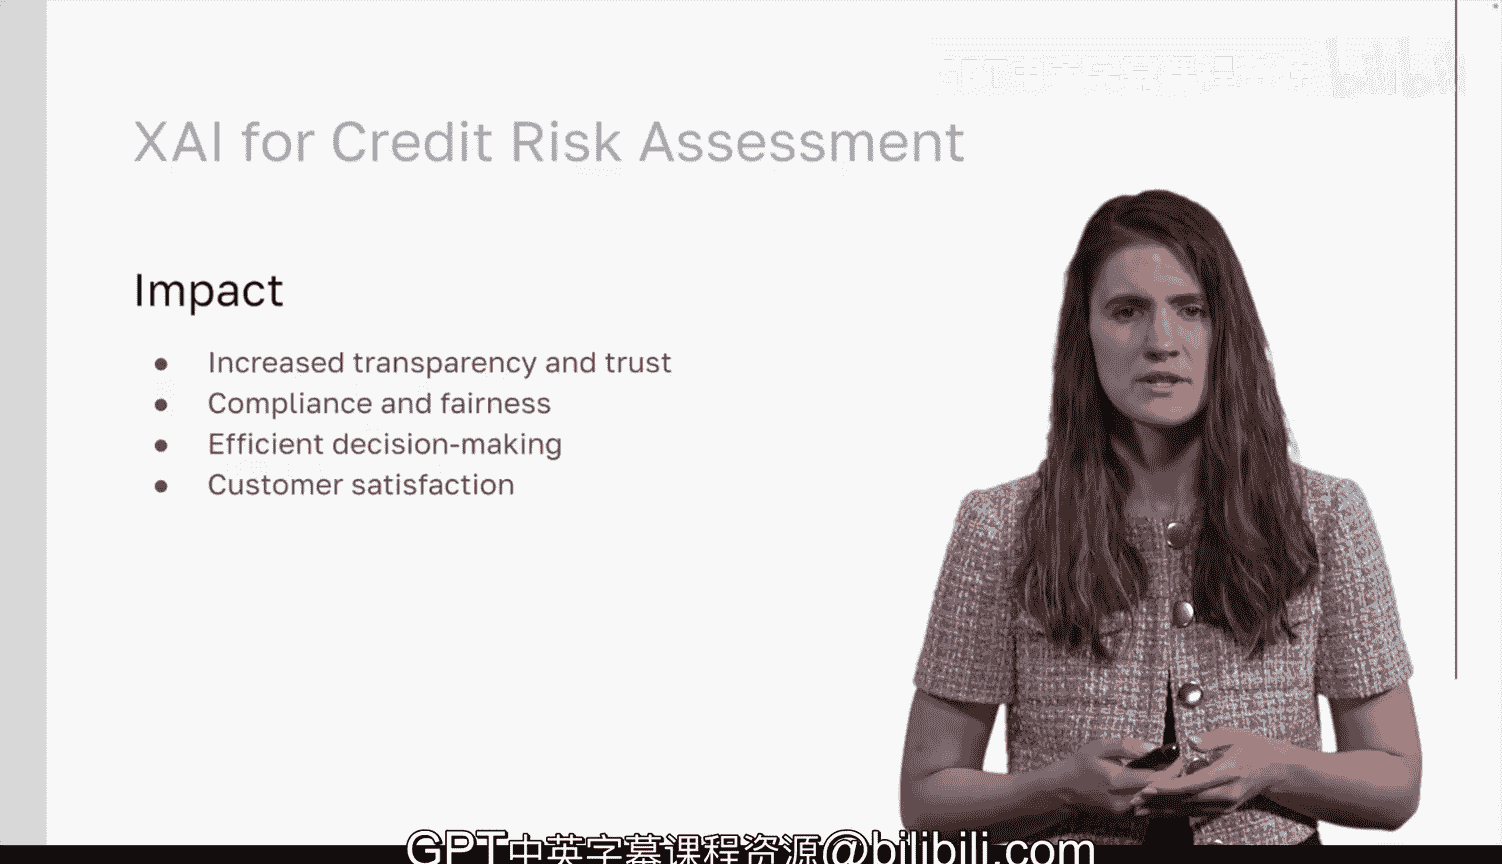 XAI for Credit Risk Assessment
Impact
● Increased transparency and trust
● Compliance and fairness
● Efficient decision-making
● Customer satisfaction
bilibili
GPT中英字幕课程资源@bilibili.com